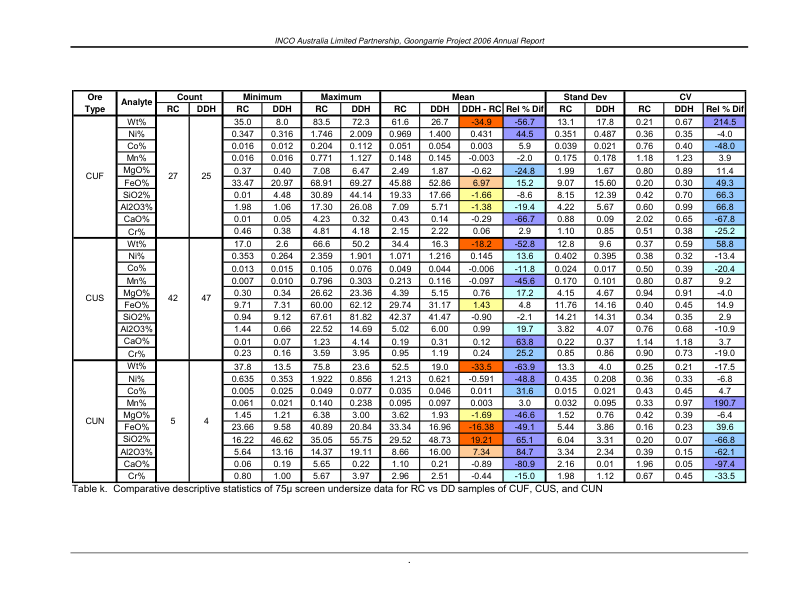 INCO Australia Limited Partnership, Goongarrie Project 2006 Annual Report
Ore Type Analyte Count Minimum Maximum Mean Stand Dev CV
RC DDH RC DDH RC DDH RC DDH DDH - RC Rel % Dif RC DDH RC DDH Rel % Dif
CUF 27 25
Wt% 35.0 8.0 83.5 72.3 61.6 26.7 -34.9 -56.7 13.1 17.8 0.21 0.67 214.5
Ni% 0.347 0.316 1.746 2.009 0.969 1.400 0.431 44.5 0.351 0.487 0.36 0.35 -4.0
Co% 0.016 0.012 0.204 0.112 0.051 0.054 0.003 5.9 0.039 0.021 0.76 0.40 -48.0
Mn% 0.016 0.016 0.771 1.127 0.148 0.145 -0.003 -2.0 0.175 0.178 1.18 1.23 3.9
MgO% 0.37 0.40 7.08 6.47 2.49 1.87 -0.62 -24.8 1.99 1.67 0.80 0.89 11.4
FeO% 33.47 20.97 68.91 69.27 45.88 52.86 6.97 15.2 9.07 15.60 0.20 0.30 49.3
SiO2% 0.01 4.48 30.89 44.14 19.33 17.66 -1.66 -8.6 8.15 12.39 0.42 0.70 66.3
Al2O3% 1.98 1.06 17.30 26.08 7.09 5.71 -1.38 -19.4 4.22 5.67 0.60 0.99 66.8
CaO% 0.01 0.05 4.23 0.32 0.43 0.14 -0.29 -66.7 0.88 0.09 2.02 0.65 -67.8
Cr% 0.46 0.38 4.81 4.18 2.15 2.22 0.06 2.9 1.10 0.85 0.51 0.38 -25.2
CUS 42 47
Wt% 17.0 2.6 66.6 50.2 34.4 16.3 -18.2 -52.8 12.8 9.6 0.37 0.59 58.8
Ni% 0.353 0.264 2.359 1.901 1.071 1.216 0.145 13.6 0.402 0.395 0.38 0.32 -13.4
Co% 0.013 0.015 0.105 0.076 0.049 0.044 -0.006 -11.8 0.024 0.017 0.50 0.39 -20.4
Mn% 0.007 0.010 0.796 0.303 0.213 0.116 -0.097 -45.6 0.170 0.101 0.80 0.87 9.2
MgO% 0.30 0.34 26.62 23.36 4.39 5.15 0.76 17.2 4.15 4.67 0.94 0.91 -4.0
FeO% 9.71 7.31 60.00 62.12 29.74 31.17 1.43 4.8 11.76 14.16 0.40 0.45 14.9
SiO2% 0.94 9.12 67.61 81.82 42.37 41.47 -0.90 -2.1 14.21 14.31 0.34 0.35 2.9
Al2O3% 1.44 0.66 22.52 14.69 5.02 6.00 0.99 19.7 3.82 4.07 0.76 0.68 -10.9
CaO% 0.01 0.07 1.23 4.14 0.19 0.31 0.12 63.8 0.22 0.37 1.14 1.18 3.7
Cr% 0.23 0.16 3.59 3.95 0.95 1.19 0.24 25.2 0.85 0.86 0.90 0.73 -19.0
CUN 5 4
Wt% 37.8 13.5 75.8 23.6 52.5 19.0 -33.5 -63.9 13.3 4.0 0.25 0.21 -17.5
Ni% 0.635 0.353 1.922 0.856 1.213 0.621 -0.591 -48.8 0.435 0.208 0.36 0.33 -6.8
Co% 0.005 0.025 0.049 0.077 0.035 0.046 0.011 31.6 0.015 0.021 0.43 0.45 4.7
Mn% 0.061 0.021 0.140 0.238 0.095 0.097 0.003 3.0 0.032 0.095 0.33 0.97 190.7
MgO% 1.45 1.21 6.38 3.00 3.62 1.93 -1.69 -46.6 1.52 0.76 0.42 0.39 -6.4
FeO% 23.66 9.58 40.89 20.84 33.34 16.96 -16.38 -49.1 5.44 3.86 0.16 0.23 39.6
SiO2% 16.22 46.62 35.05 55.75 29.52 48.73 19.21 65.1 6.04 3.31 0.20 0.07 -66.8
Al2O3% 5.64 13.16 14.37 19.11 8.66 16.00 7.34 84.7 3.34 2.34 0.39 0.15 -62.1
CaO% 0.06 0.19 5.65 0.22 1.10 0.21 -0.89 -80.9 2.16 0.01 1.96 0.05 -97.4
Cr% 0.80 1.00 5.67 3.97 2.96 2.51 -0.44 -15.0 1.98 1.12 0.67 0.45 -33.5
Table k. Comparative descriptive statistics of 75µ screen undersize data for RC vs DD samples of CUF, CUS, and CUN
.